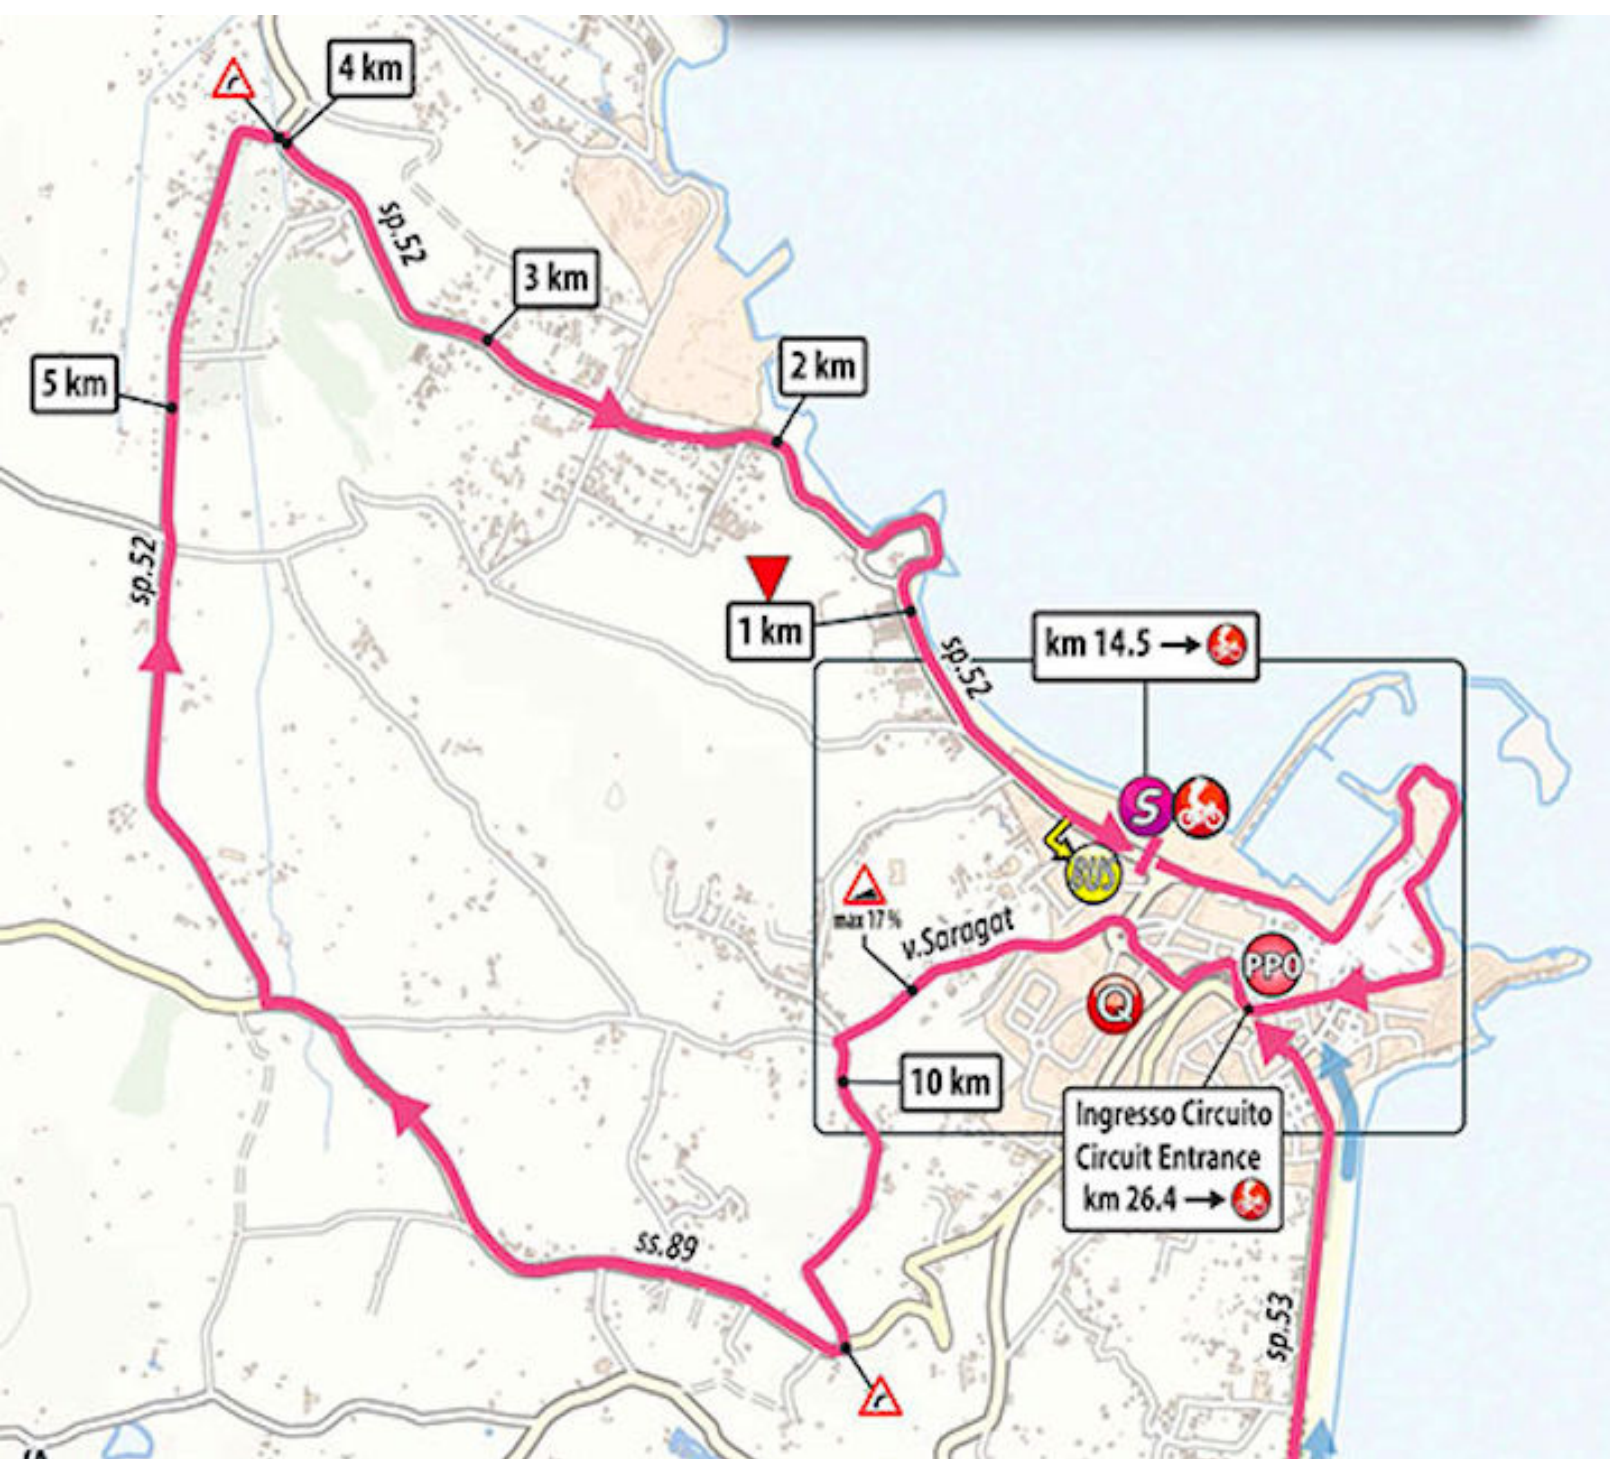 4 km
sp.52
3 km
2 km
5 km
sp.52
1 km
sp.52
km 14.5
S
BUS
max 17%
v.Saragat
PPO
Q
10 km
Ingresso Circuito
Circuit Entrance
km 26.4
ss.89
sp.53